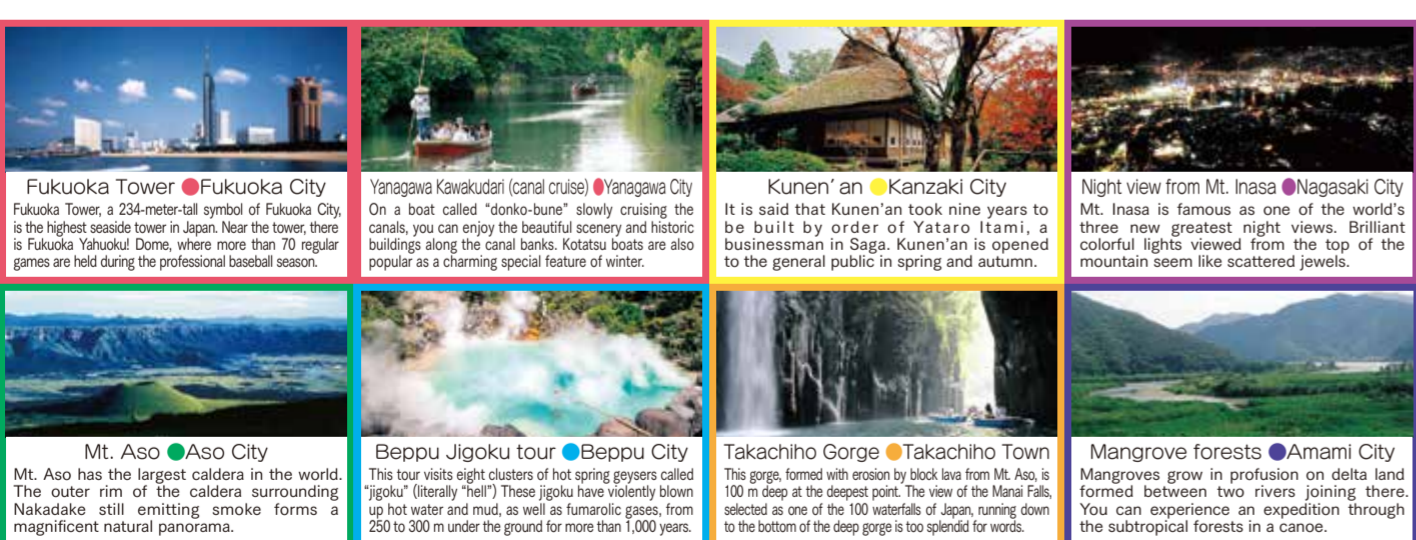 Fukuoka Tower ●Fukuoka City
Fukuoka Tower, a 234-meter-tall symbol of Fukuoka City,
is the highest seaside tower in Japan. Near the tower, there
is Fukuoka Yahuoku! Dome, where more than 70 regular
games are held during the professional baseball season.
Yanagawa Kawakudari (canal cruise) ●Yanagawa City
On a boat called “donko-bune” slowly cruising the
canals, you can enjoy the beautiful scenery and historic
buildings along the canal banks. Kotatsu boats are also
popular as a charming special feature of winter.
Kunen’an ●Kanzaki City
It is said that Kunen’an took nine years to
be built by order of Yataro Itami, a
businessman in Saga. Kunen’an is opened
to the general public in spring and autumn.
Night view from Mt. Inasa ●Nagasaki City
Mt. Inasa is famous as one of the world’s
three new greatest night views. Brilliant
colorful lights viewed from the top of the
mountain seem like scattered jewels.
Mt. Aso ●Aso City
Mt. Aso has the largest caldera in the world.
The outer rim of the caldera surrounding
Nakadake still emitting smoke forms a
magnificent natural panorama.
Beppu Jigoku tour ●Beppu City
This tour visits eight clusters of hot spring geysers called
“jigoku” (literally “hell”) These jigoku have violently blown
up hot water and mud, as well as fumarolic gases, from
250 to 300 m under the ground for more than 1,000 years.
Takachiho Gorge ●Takachiho Town
This gorge, formed with erosion by block lava from Mt. Aso, is
100 m deep at the deepest point. The view of the Manai Falls,
selected as one of the 100 waterfalls of Japan, running down
to the bottom of the deep gorge is too splendid for words.
Mangrove forests ●Amami City
Mangroves grow in profusion on delta land
formed between two rivers joining there.
You can experience an expedition through
the subtropical forests in a canoe.